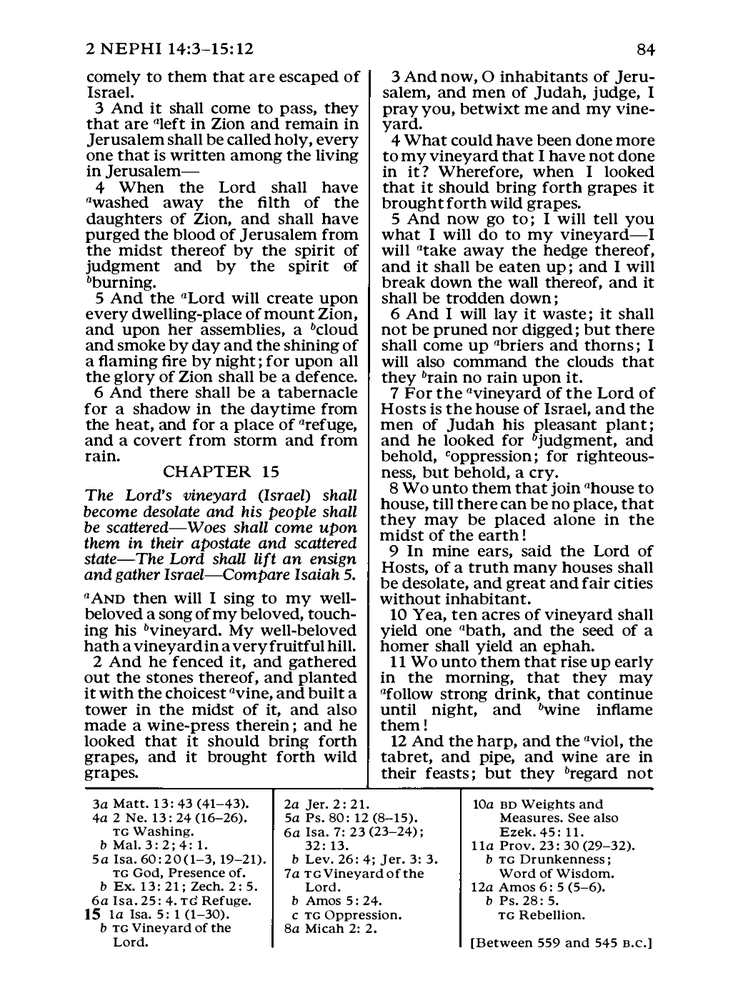 2 NEPHI 14:3–15:12
84
comely to them that are escaped of
Israel.
3 And it shall come to pass, they
that are ᵃleft in Zion and remain in
Jerusalem shall be called holy, every
one that is written among the living
in Jerusalem—
4 When the Lord shall have
ᵃwashed away the filth of the
daughters of Zion, and shall have
purged the blood of Jerusalem from
the midst thereof by the spirit of
judgment and by the spirit of
ᵇburning.
5 And the ᵃLord will create upon
every dwelling-place of mount Zion,
and upon her assemblies, a ᵇcloud
and smoke by day and the shining of
a flaming fire by night; for upon all
the glory of Zion shall be a defence.
6 And there shall be a tabernacle
for a shadow in the daytime from
the heat, and for a place of ᵃrefuge,
and a covert from storm and from
rain.
CHAPTER 15
The Lord's vineyard (Israel) shall
become desolate and his people shall
be scattered—Woes shall come upon
them in their apostate and scattered
state—The Lord shall lift an ensign
and gather Israel—Compare Isaiah 5.
ᵃAND then will I sing to my well-
beloved a song of my beloved, touch-
ing his ᵇvineyard. My well-beloved
hath a vineyard in a very fruitful hill.
2 And he fenced it, and gathered
out the stones thereof, and planted
it with the choicest ᵃvine, and built a
tower in the midst of it, and also
made a wine-press therein; and he
looked that it should bring forth
grapes, and it brought forth wild
grapes.
3 And now, O inhabitants of Jeru-
salem, and men of Judah, judge, I
pray you, betwixt me and my vine-
yard.
4 What could have been done more
to my vineyard that I have not done
in it? Wherefore, when I looked
that it should bring forth grapes it
brought forth wild grapes.
5 And now go to; I will tell you
what I will do to my vineyard—I
will ᵃtake away the hedge thereof,
and it shall be eaten up; and I will
break down the wall thereof, and it
shall be trodden down;
6 And I will lay it waste; it shall
not be pruned nor digged; but there
shall come up ᵃbriers and thorns; I
will also command the clouds that
they ᵇrain no rain upon it.
7 For the ᵃvineyard of the Lord of
Hosts is the house of Israel, and the
men of Judah his pleasant plant;
and he looked for ᵇjudgment, and
behold, ᶜoppression; for righteous-
ness, but behold, a cry.
8 Wo unto them that join ᵃhouse to
house, till there can be no place, that
they may be placed alone in the
midst of the earth!
9 In mine ears, said the Lord of
Hosts, of a truth many houses shall
be desolate, and great and fair cities
without inhabitant.
10 Yea, ten acres of vineyard shall
yield one ᵃbath, and the seed of a
homer shall yield an ephah.
11 Wo unto them that rise up early
in the morning, that they may
ᵃfollow strong drink, that continue
until night, and ᵇwine inflame
them!
12 And the harp, and the ᵃviol, the
tabret, and pipe, and wine are in
their feasts; but they ᵇregard not
3a Matt. 13: 43 (41–43).
4a 2 Ne. 13: 24 (16–26).
TG Washing.
b Mal. 3: 2; 4: 1.
5a Isa. 60: 20 (1–3, 19–21).
TG God, Presence of.
b Ex. 13: 21; Zech. 2: 5.
6a Isa. 25: 4. TG Refuge.
15 1a Isa. 5: 1 (1–30).
b TG Vineyard of the
Lord.
2a Jer. 2: 21.
5a Ps. 80: 12 (8–15).
6a Isa. 7: 23 (23–24);
32: 13.
b Lev. 26: 4; Jer. 3: 3.
7a TG Vineyard of the
Lord.
b Amos 5: 24.
c TG Oppression.
8a Micah 2: 2.
10a BD Weights and
Measures. See also
Ezek. 45: 11.
11a Prov. 23: 30 (29–32).
b TG Drunkenness;
Word of Wisdom.
12a Amos 6: 5 (5–6).
b Ps. 28: 5.
TG Rebellion.
[Between 559 and 545 B.C.]